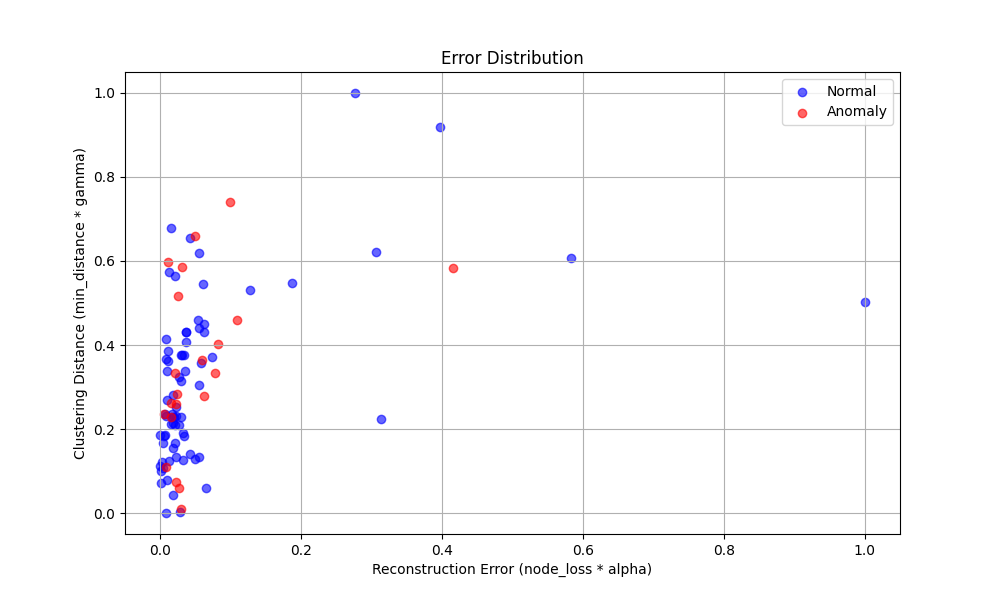 Error Distribution
Normal
Anomaly
Clustering Distance (min_distance * gamma)
1.0
0.8
0.6
0.4
0.2
0.0
0.0 0.2 0.4 0.6 0.8 1.0
Reconstruction Error (node_loss * alpha)